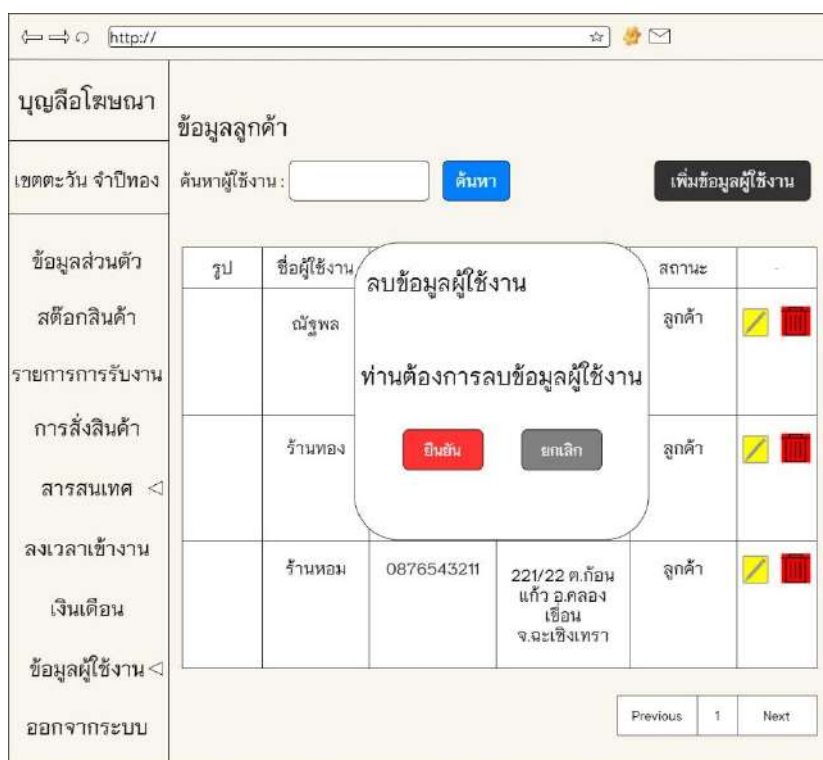 http://
บุญลือโฆษณา
เขตตะวัน จำปีทอง
ข้อมูลส่วนตัว
สต๊อกสินค้า
รายการการรับงาน
การสั่งสินค้า
สารสนเทศ
ลงเวลาเข้างาน
เงินเดือน
ข้อมูลผู้ใช้งาน
ออกจากระบบ
ข้อมูลลูกค้า
ค้นหาผู้ใช้งาน :
ค้นหา
เพิ่มข้อมูลผู้ใช้งาน
รูป ชื่อผู้ใช้งาน สถานะ -
ณัฐพล ลูกค้า
ร้านทอง ลูกค้า
ร้านหอม 0876543211 221/22 ต.ก้อน ลูกค้า
แก้ว อ.คลอง
เขื่อน
จ.ฉะเชิงเทรา
ลบข้อมูลผู้ใช้งาน
ท่านต้องการลบข้อมูลผู้ใช้งาน
ยืนยัน ยกเลิก
Previous 1 Next